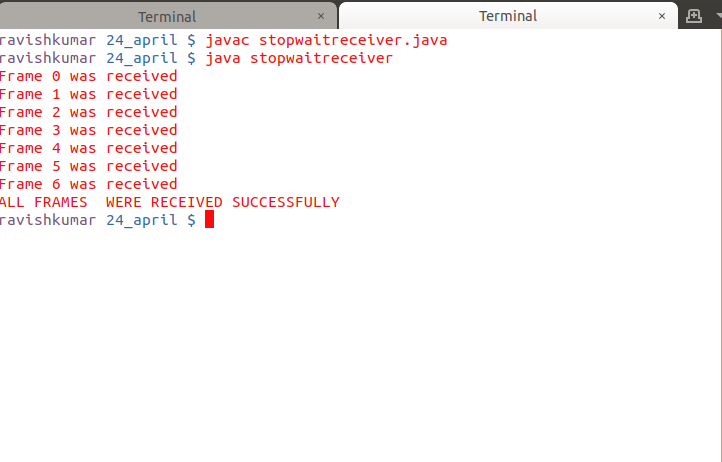 Terminal × Terminal ×
ravishkumar 24_april $ javac stopwaitreceiver.java
ravishkumar 24_april $ java stopwaitreceiver
Frame 0 was received
Frame 1 was received
Frame 2 was received
Frame 3 was received
Frame 4 was received
Frame 5 was received
Frame 6 was received
ALL FRAMES  WERE RECEIVED SUCCESSFULLY
ravishkumar 24_april $